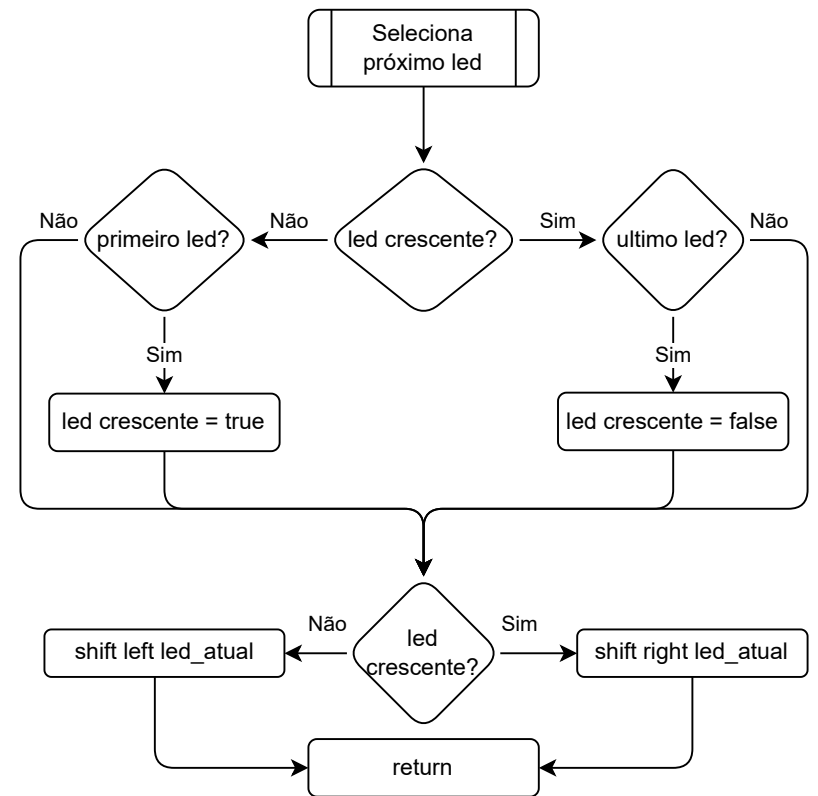 Seleciona
próximo led
Não
primeiro led?
Não
led crescente?
Sim
ultimo led?
Não
Sim
Sim
led crescente = true
led crescente = false
Não
led
crescente?
Sim
shift left led_atual
shift right led_atual
return